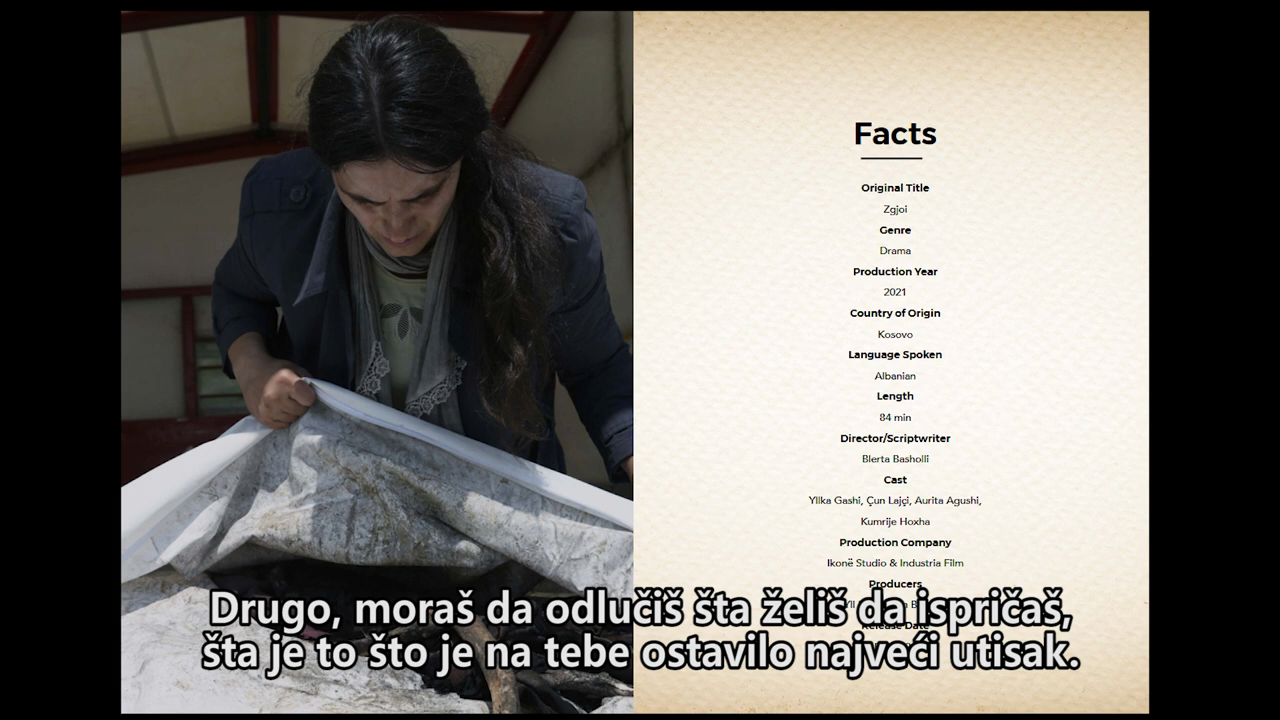 Facts
Original Title
Zgjoi
Genre
Drama
Production Year
2021
Country of Origin
Kosovo
Language Spoken
Albanian
Length
84 min
Director/Scriptwriter
Blerta Basholli
Cast
Yllka Gashi, Çun Lajçi, Aurita Agushi,
Kumrije Hoxha
Production Company
Ikonë Studio & Industria Film
Producers
Release Date
Drugo, moraš da odlučiš šta želiš da ispričaš,
šta je to što je na tebe ostavilo najveći utisak.